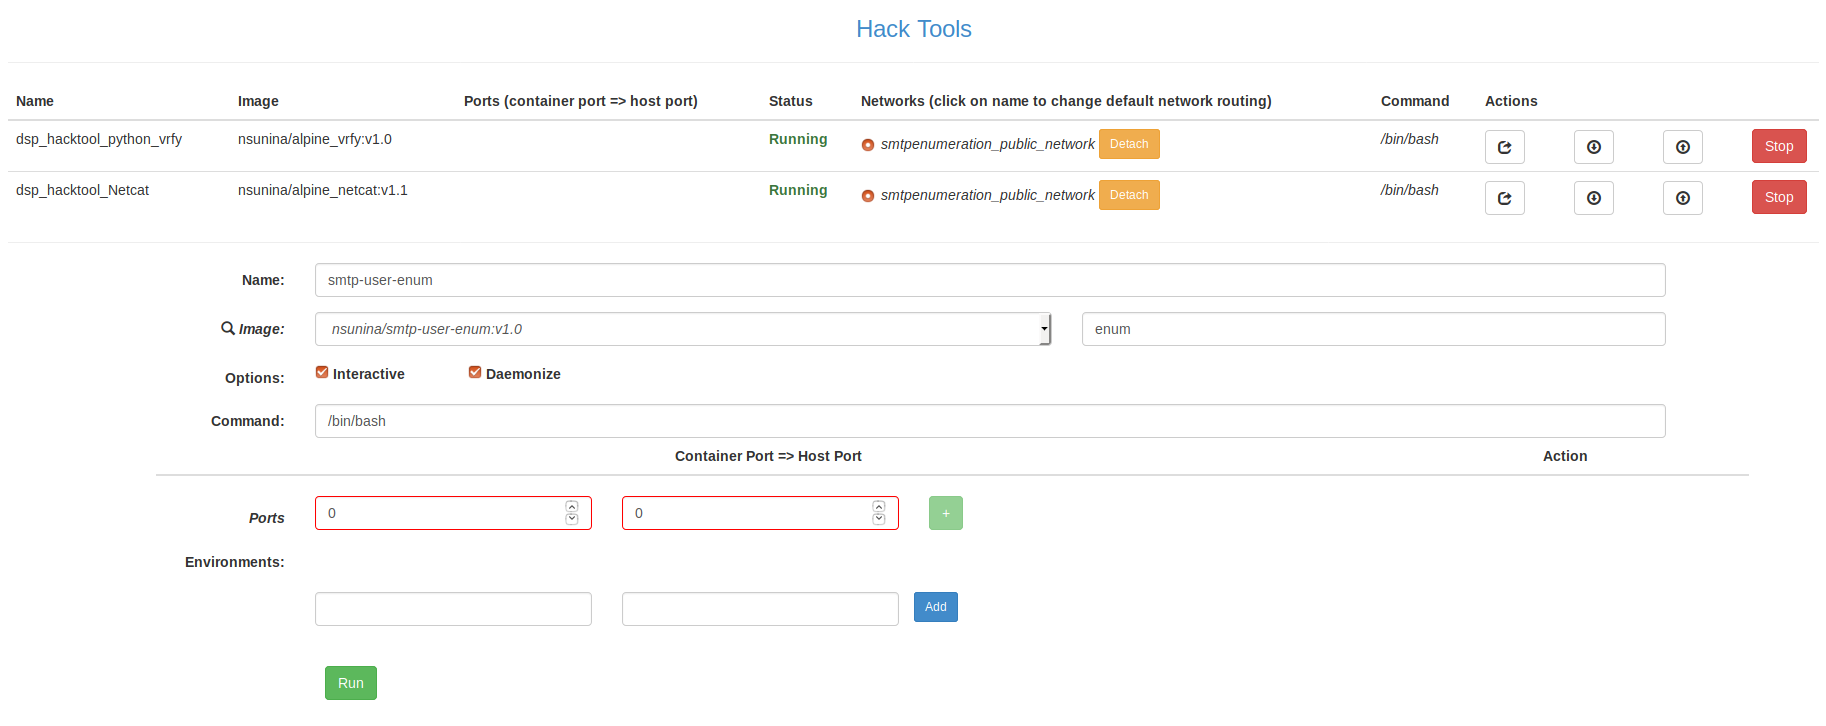 Hack Tools
Name Image Ports (container port => host port) Status Networks (click on name to change default network routing) Command Actions
dsp_hacktool_python_vrfy nsunina/alpine_vrfy:v1.0 Running smtpenumeration_public_network Detach /bin/bash Stop
dsp_hacktool_Netcat nsunina/alpine_netcat:v1.1 Running smtpenumeration_public_network Detach /bin/bash Stop
Name: smtp-user-enum
Image: nsunina/smtp-user-enum:v1.0 enum
Options: Interactive Daemonize
Command: /bin/bash
Container Port => Host Port Action
Ports 0 0 +
Environments:
Add
Run